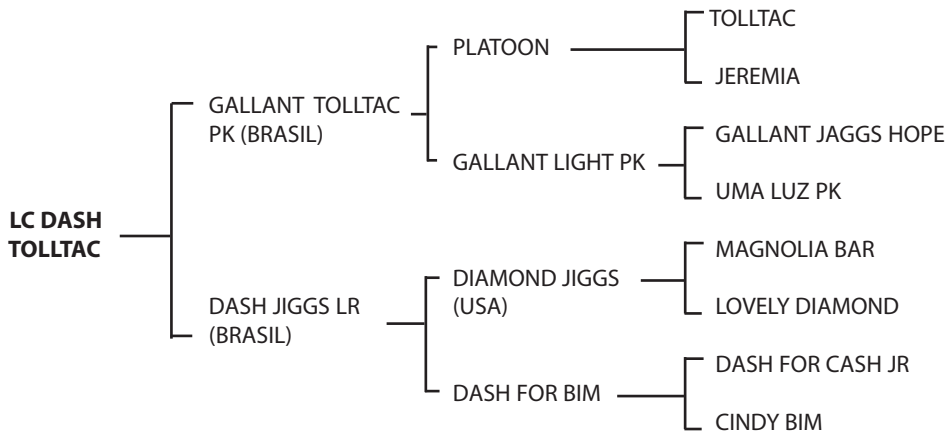 LC DASH
TOLLTAC
GALLANT TOLLTAC
PK (BRASIL)
DASH JIGGS LR
(BRASIL)
PLATOON
GALLANT LIGHT PK
DIAMOND JIGGS
(USA)
DASH FOR BIM
TOLLTAC
JEREMIA
GALLANT JAGGS HOPE
UMA LUZ PK
MAGNOLIA BAR
LOVELY DIAMOND
DASH FOR CASH JR
CINDY BIM